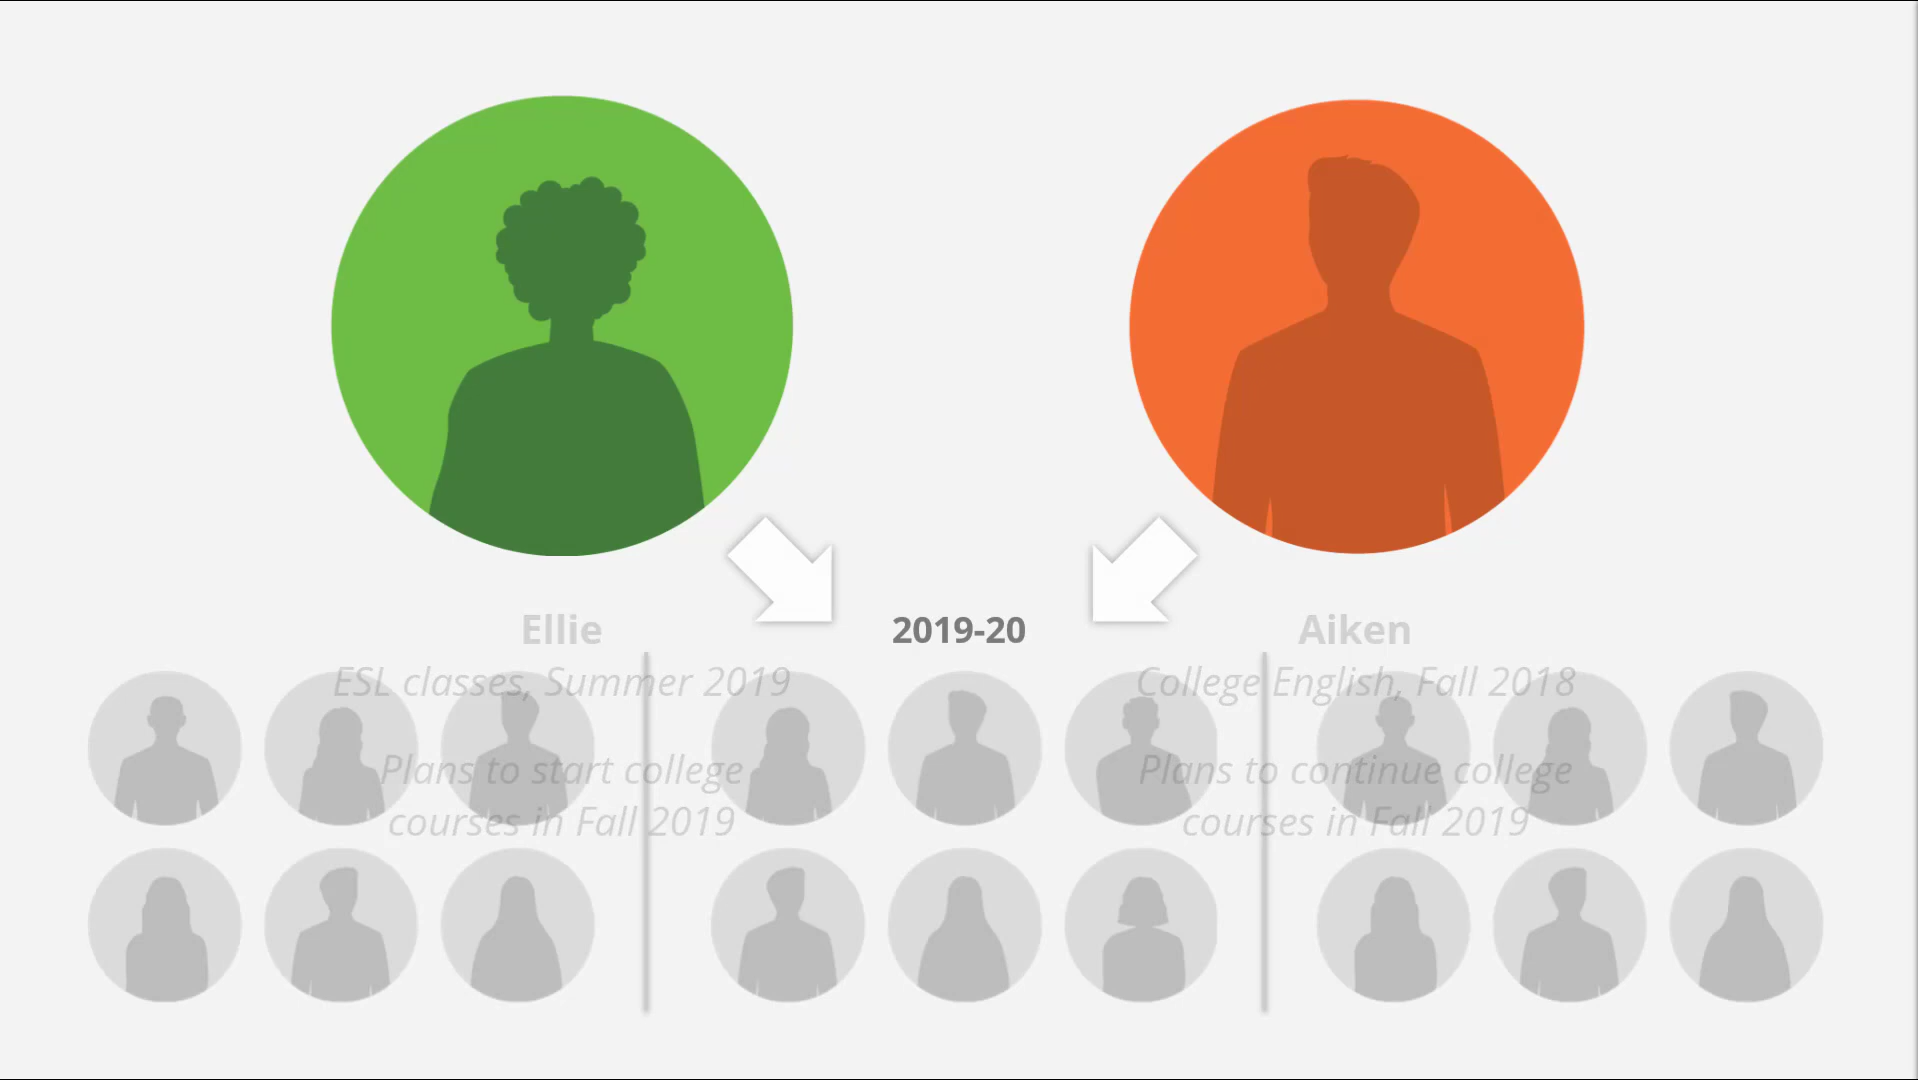 Ellie
ESL classes, Summer 2019
Plans to start college
courses in Fall 2019
2019-20
Aiken
College English, Fall 2018
Plans to continue college
courses in Fall 2019